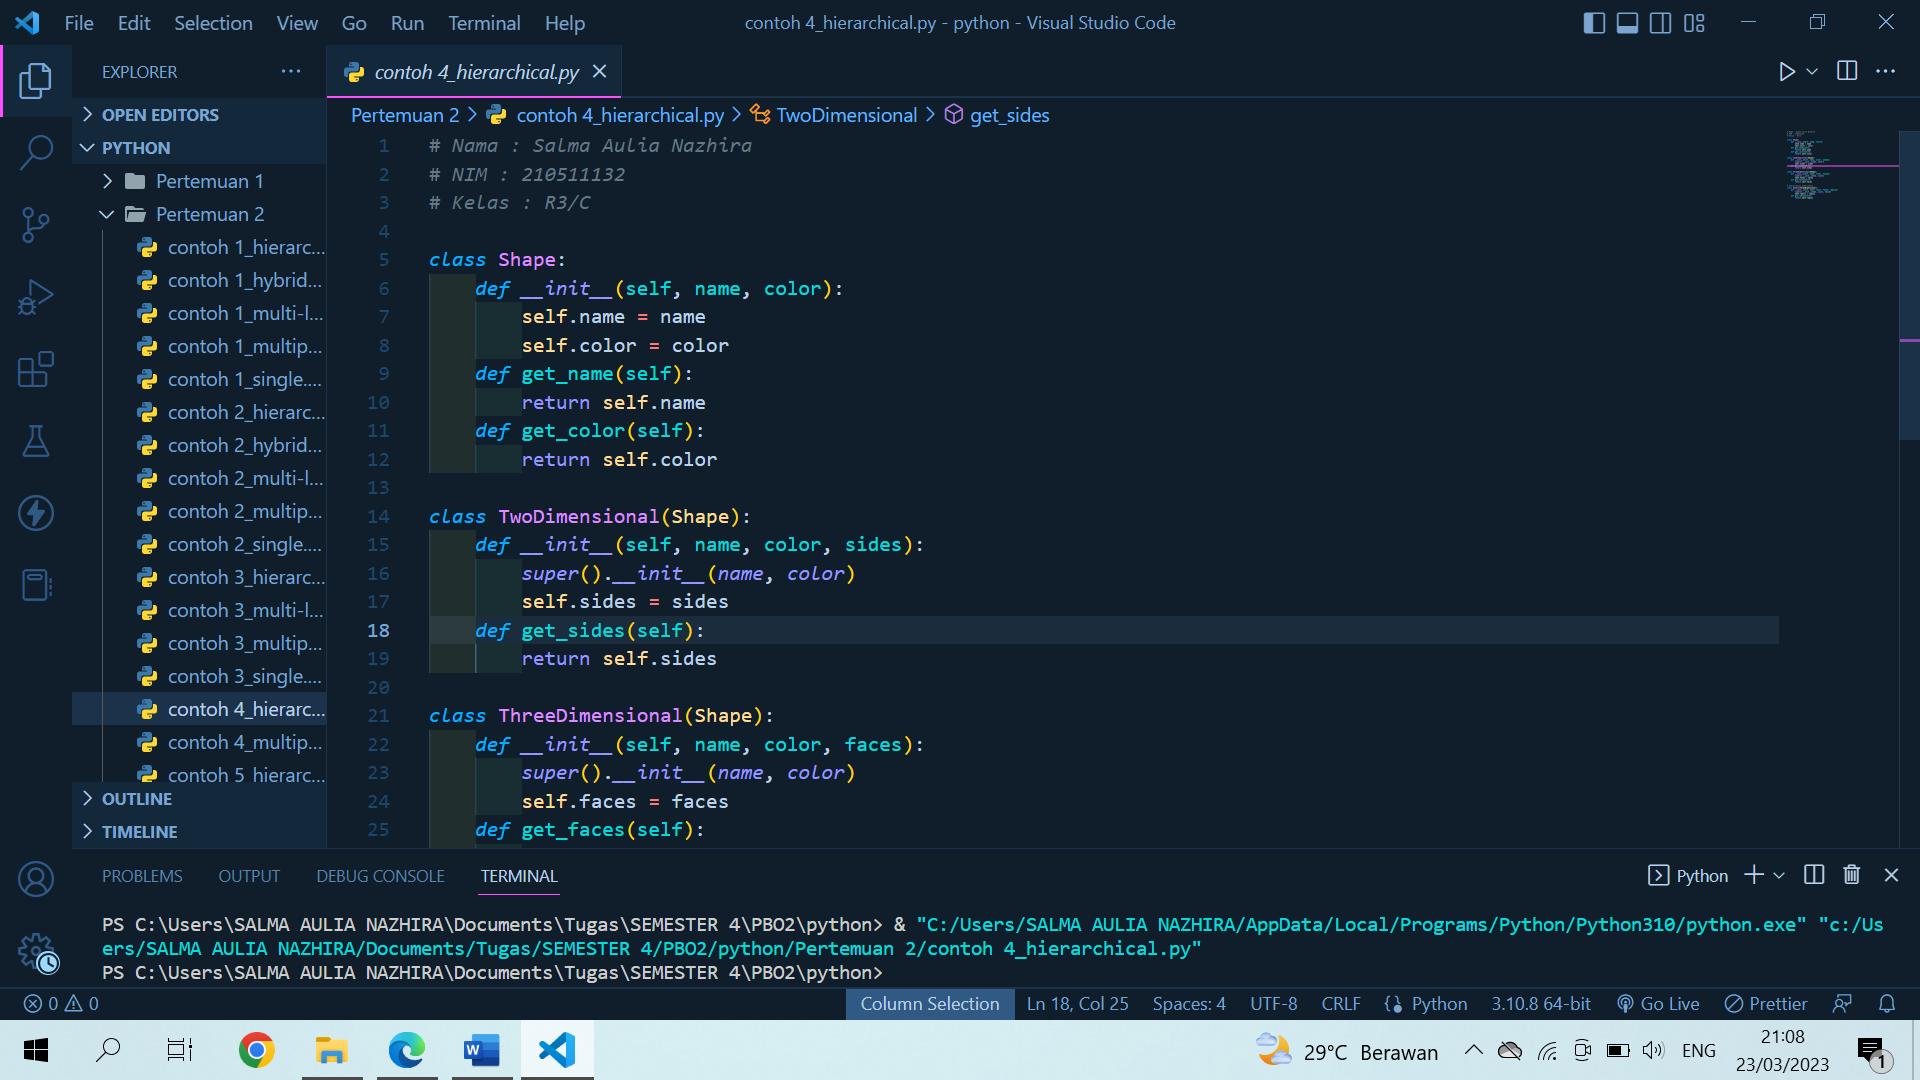 File Edit Selection View Go Run Terminal Help
contoh 4_hierarchical.py - python - Visual Studio Code
EXPLORER
OPEN EDITORS
PYTHON
Pertemuan 1
Pertemuan 2
contoh 1_hierarc...
contoh 1_hybrid...
contoh 1_multi-l...
contoh 1_multip...
contoh 1_single....
contoh 2_hierarc...
contoh 2_hybrid...
contoh 2_multi-l...
contoh 2_multip...
contoh 2_single....
contoh 3_hierarc...
contoh 3_multi-l...
contoh 3_multip...
contoh 3_single....
contoh 4_hierarc...
contoh 4_multip...
contoh 5_hierarc...
OUTLINE
TIMELINE
contoh 4_hierarchical.py
Pertemuan 2 > contoh 4_hierarchical.py > TwoDimensional > get_sides
1 # Nama : Salma Aulia Nazhira
2 # NIM : 210511132
3 # Kelas : R3/C
4
5 class Shape:
6     def __init__(self, name, color):
7         self.name = name
8         self.color = color
9     def get_name(self):
10         return self.name
11     def get_color(self):
12         return self.color
13
14 class TwoDimensional(Shape):
15     def __init__(self, name, color, sides):
16         super().__init__(name, color)
17         self.sides = sides
18     def get_sides(self):
19         return self.sides
20
21 class ThreeDimensional(Shape):
22     def __init__(self, name, color, faces):
23         super().__init__(name, color)
24         self.faces = faces
25     def get_faces(self):
PROBLEMS OUTPUT DEBUG CONSOLE TERMINAL
Python
PS C:\Users\SALMA AULIA NAZHIRA\Documents\Tugas\SEMESTER 4\PBO2\python> & "C:/Users/SALMA AULIA NAZHIRA/AppData/Local/Programs/Python/Python310/python.exe" "c:/Us
ers/SALMA AULIA NAZHIRA/Documents/Tugas/SEMESTER 4/PBO2/python/Pertemuan 2/contoh 4_hierarchical.py"
PS C:\Users\SALMA AULIA NAZHIRA\Documents\Tugas\SEMESTER 4\PBO2\python>
0 0
Column Selection Ln 18, Col 25 Spaces: 4 UTF-8 CRLF Python 3.10.8 64-bit Go Live Prettier
29°C Berawan
ENG
21:08
23/03/2023
1